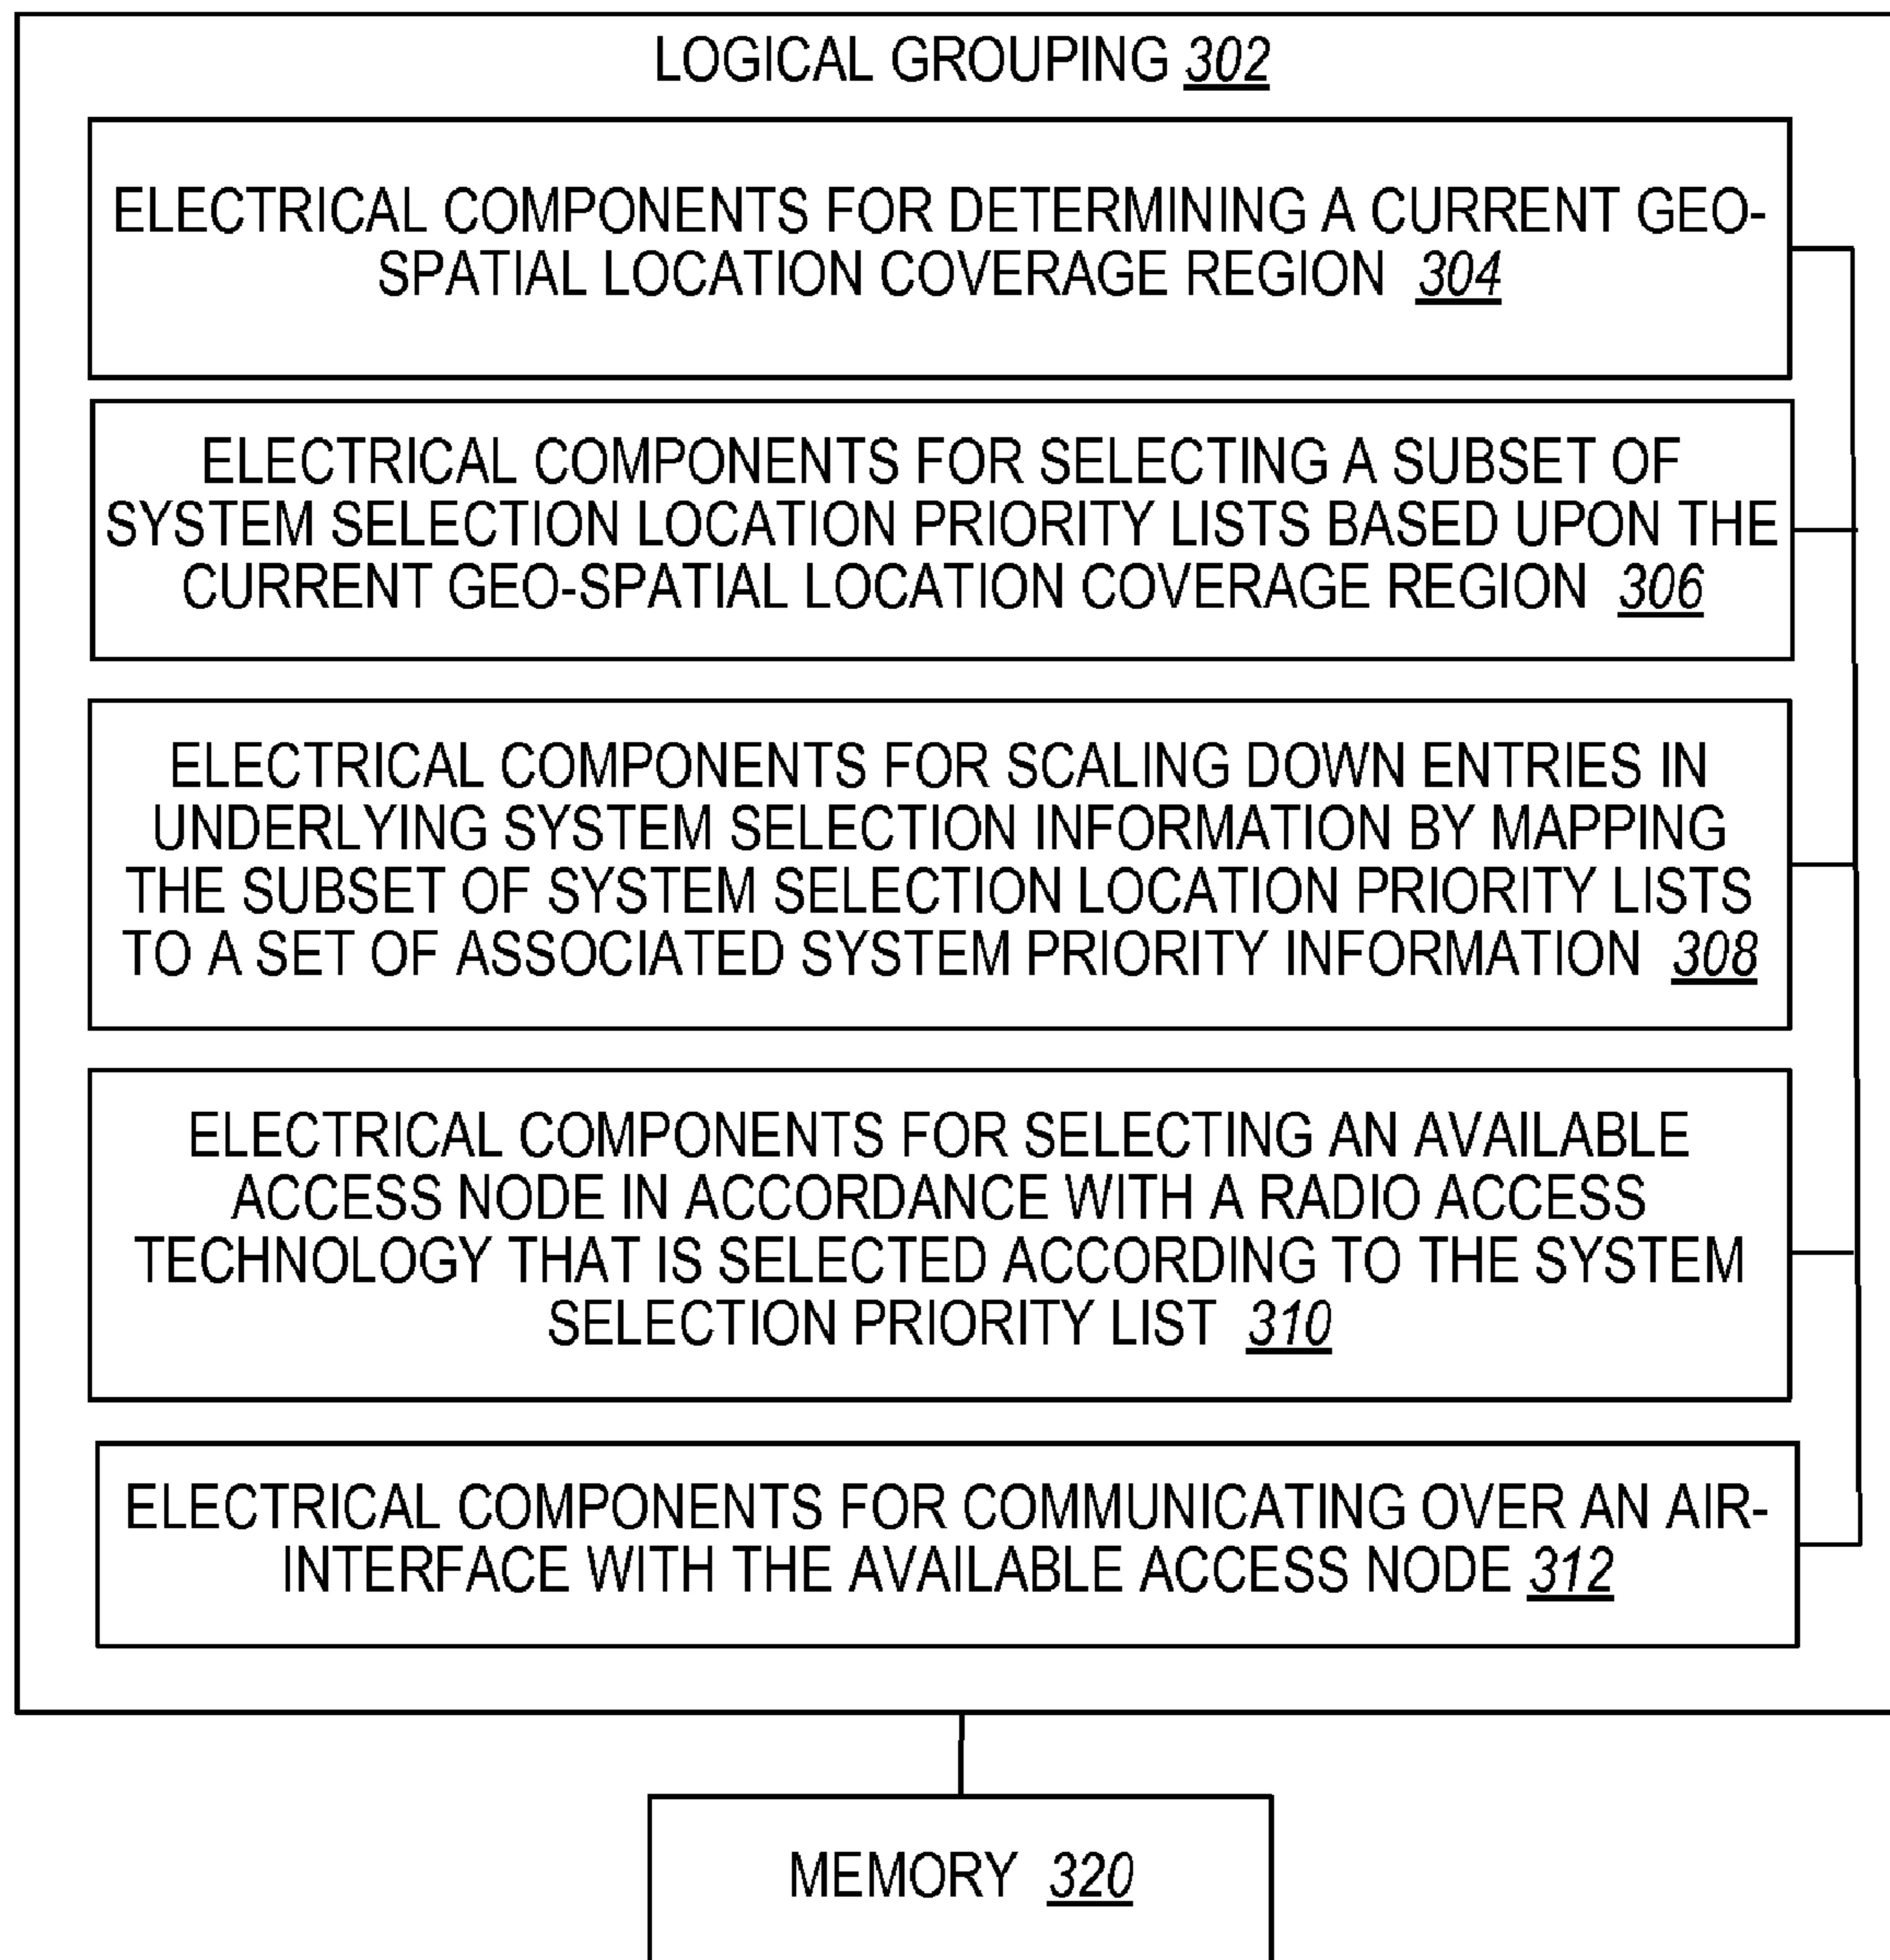 LOGICAL GROUPING 302
ELECTRICAL COMPONENTS FOR DETERMINING A CURRENT GEO-
SPATIAL LOCATION COVERAGE REGION 304
ELECTRICAL COMPONENTS FOR SELECTING A SUBSET OF
SYSTEM SELECTION LOCATION PRIORITY LISTS BASED UPON THE
CURRENT GEO-SPATIAL LOCATION COVERAGE REGION 306
ELECTRICAL COMPONENTS FOR SCALING DOWN ENTRIES IN
UNDERLYING SYSTEM SELECTION INFORMATION BY MAPPING
THE SUBSET OF SYSTEM SELECTION LOCATION PRIORITY LISTS
TO A SET OF ASSOCIATED SYSTEM PRIORITY INFORMATION 308
ELECTRICAL COMPONENTS FOR SELECTING AN AVAILABLE
ACCESS NODE IN ACCORDANCE WITH A RADIO ACCESS
TECHNOLOGY THAT IS SELECTED ACCORDING TO THE SYSTEM
SELECTION PRIORITY LIST 310
ELECTRICAL COMPONENTS FOR COMMUNICATING OVER AN AIR-
INTERFACE WITH THE AVAILABLE ACCESS NODE 312
MEMORY 320